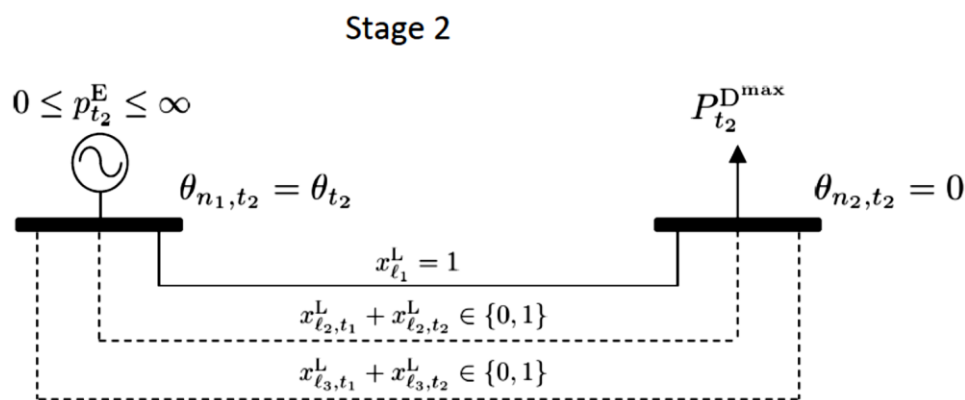 Stage 2
0 ≤ p^E_{t_2} ≤ ∞
P^{D^{max}}_{t_2}
θ_{n_1,t_2} = θ_{t_2}
θ_{n_2,t_2} = 0
x^L_{ℓ_1} = 1
x^L_{ℓ_2,t_1} + x^L_{ℓ_2,t_2} ∈ {0,1}
x^L_{ℓ_3,t_1} + x^L_{ℓ_3,t_2} ∈ {0,1}